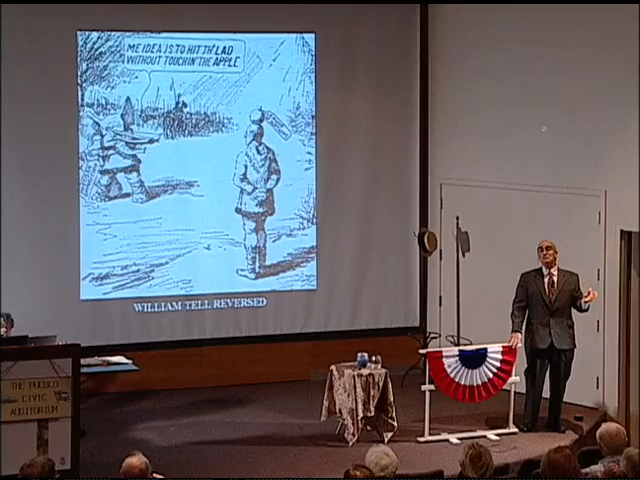 ME IDEA IS TO HIT TH' LAD
WITHOUT TOUCHIN' THE APPLE
WILLIAM TELL REVERSED
THE PUEBLO
CIVIC
AUDITORIUM